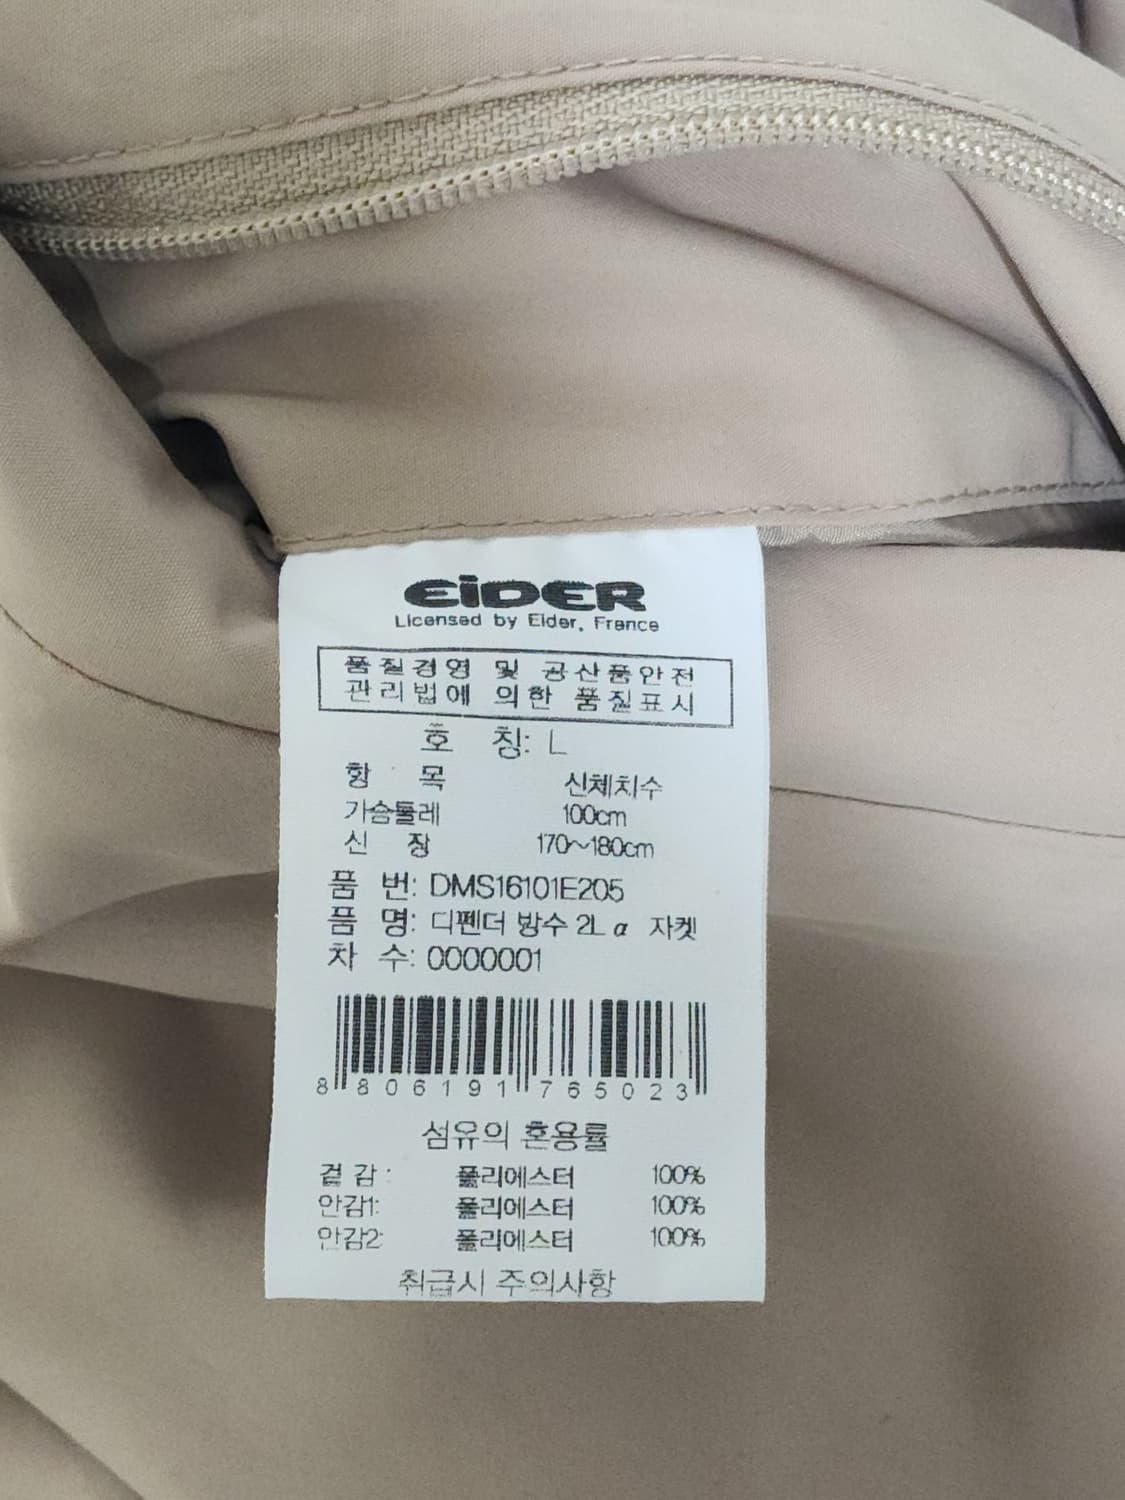 EiDER
Licensed by Eider, France
품질경영 및 공산품안전
관리법에 의한 품질표시
호 칭: L
항 목 신체치수
가슴둘레 100cm
신 장 170~180cm
품 번: DMS16101E205
품 명: 디펜더 방수 2L α 자켓
차 수: 0000001
8 806191 765023
섬유의 혼용률
겉 감 : 폴리에스터 100%
안감1: 폴리에스터 100%
안감2: 폴리에스터 100%
취급시 주의사항